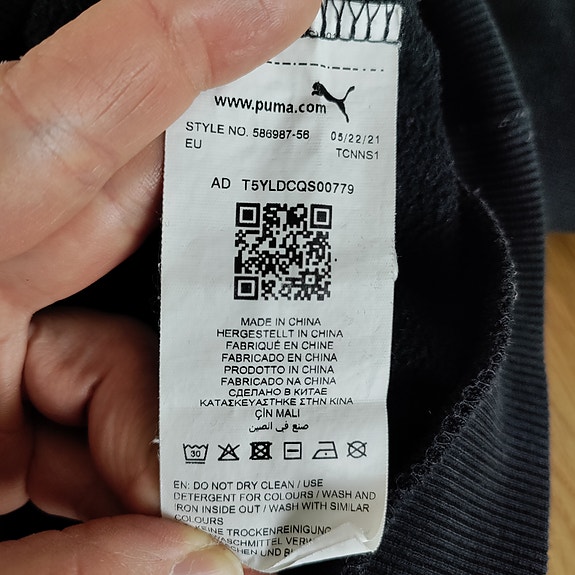 www.puma.com
STYLE NO. 586987-56 05/22/21
EU TCNNS1
AD T5YLDCQS00779
MADE IN CHINA
HERGESTELLT IN CHINA
FABRIQUÉ EN CHINE
FABRICADO EN CHINA
PRODOTTO IN CHINA
FABRICADO NA CHINA
СДЕЛАНО В КИТАЕ
ΚΑΤΑΣΚΕΥΑΣΤΗΚΕ ΣΤΗΝ ΚΙΝΑ
ÇİN MALI
صنع في الصين
30
EN: DO NOT DRY CLEAN / USE
DETERGENT FOR COLOURS / WASH AND
IRON INSIDE OUT / WASH WITH SIMILAR
COLOURS
KEINE TROCKENREINIGUNG